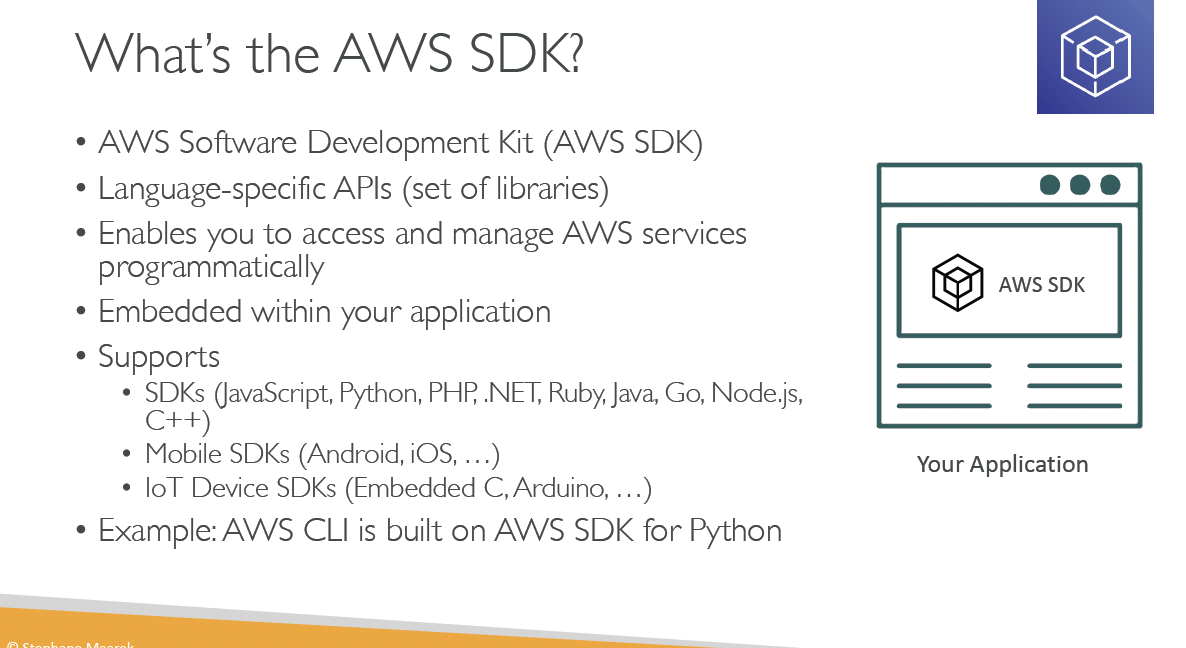 What's the AWS SDK?
• AWS Software Development Kit (AWS SDK)
• Language-specific APIs (set of libraries)
• Enables you to access and manage AWS services
programmatically
• Embedded within your application
• Supports
• SDKs (JavaScript, Python, PHP, .NET, Ruby, Java, Go, Node.js,
C++)
• Mobile SDKs (Android, iOS, …)
• IoT Device SDKs (Embedded C, Arduino, …)
• Example: AWS CLI is built on AWS SDK for Python
AWS SDK
Your Application
© Stephane Maarek